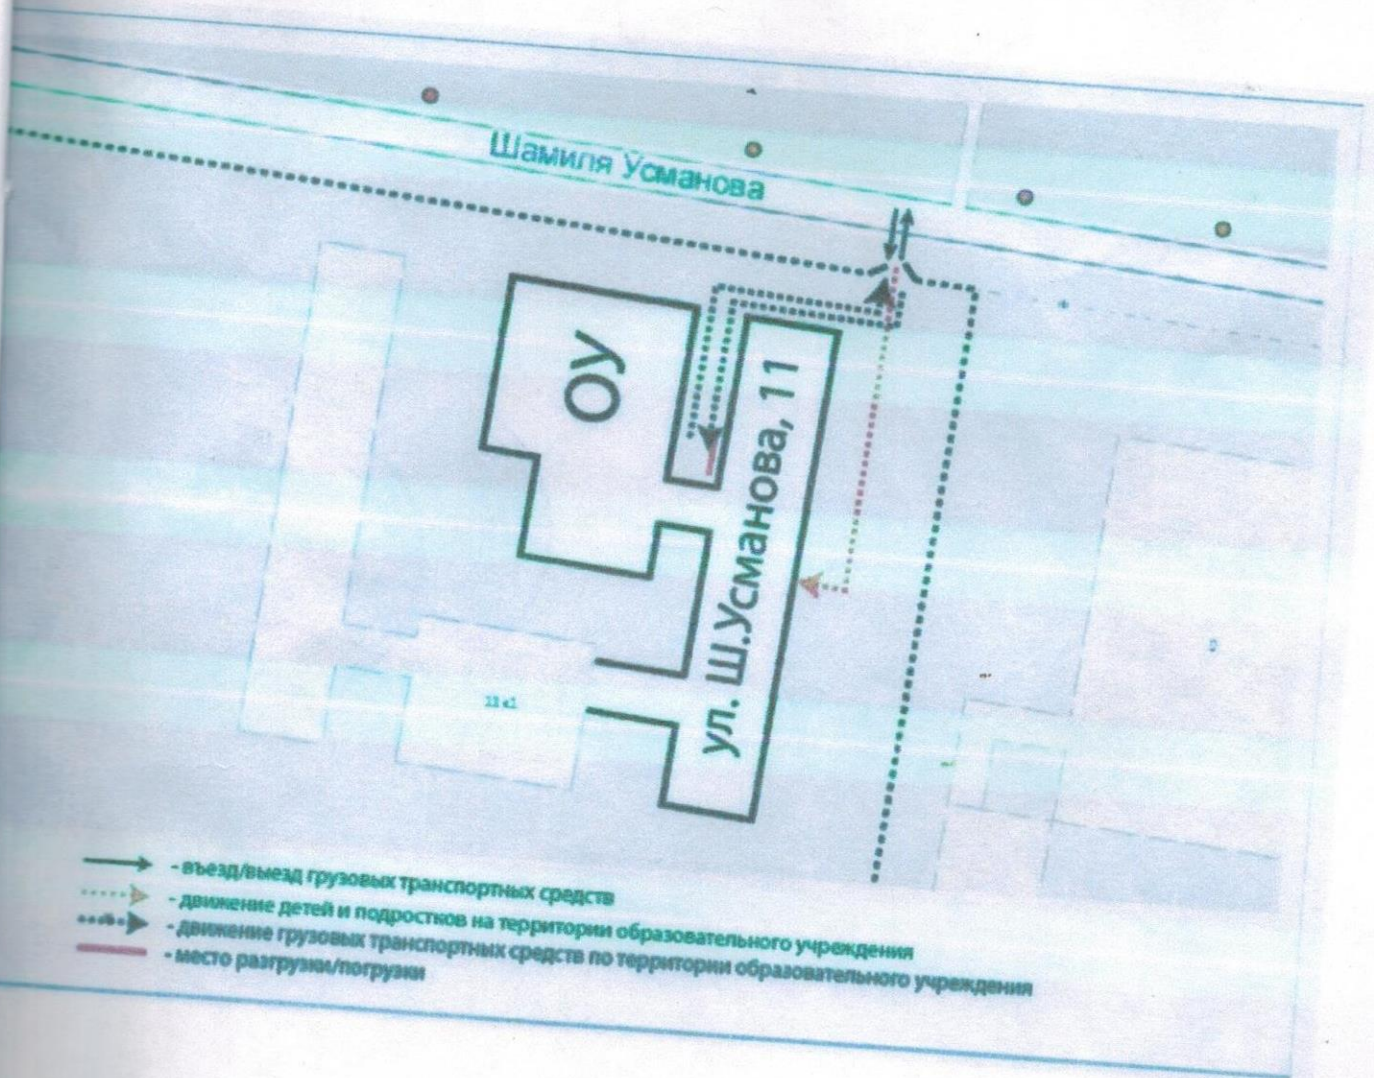 Шамиля Усманова
ОУ
ул. Ш.Усманова, 11
- въезд/выезд грузовых транспортных средств
- движение детей и подростков на территории образовательного учреждения
- движение грузовых транспортных средств по территории образовательного учреждения
- место разгрузки/погрузки